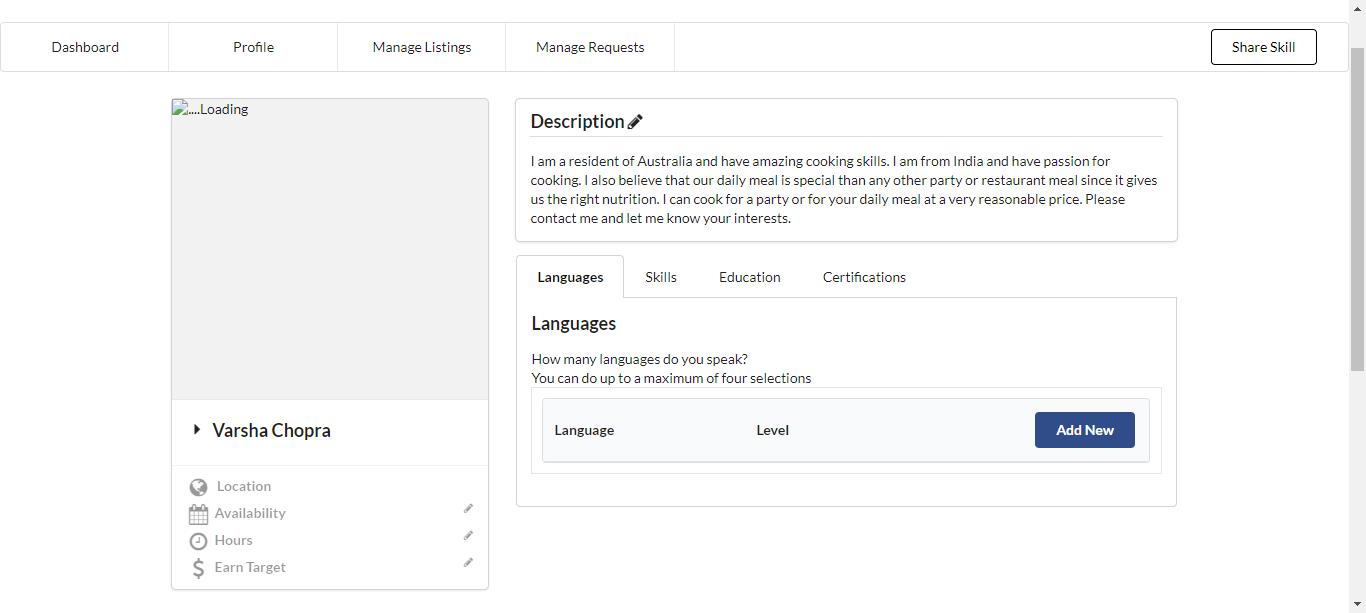 Dashboard
Profile
Manage Listings
Manage Requests
Share Skill
....Loading
Varsha Chopra
Location
Availability
Hours
Earn Target
Description
I am a resident of Australia and have amazing cooking skills. I am from India and have passion for
cooking. I also believe that our daily meal is special than any other party or restaurant meal since it gives
us the right nutrition. I can cook for a party or for your daily meal at a very reasonable price. Please
contact me and let me know your interests.
Languages
Skills
Education
Certifications
Languages
How many languages do you speak?
You can do up to a maximum of four selections
Language
Level
Add New